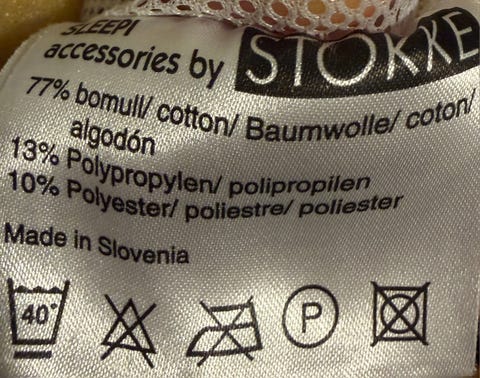 SLEEPI
accessories by STOKKE
77% bomull/ cotton/ Baumwolle/ coton/
algodón
13% Polypropylen/ polipropilen
10% Polyester/ poliestre/ poliester
Made in Slovenia
40° P